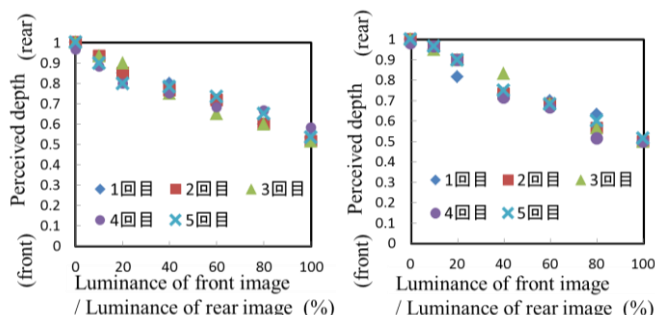 Perceived depth (rear)
(front)
1
0.9
0.8
0.7
0.6
0.5
0.4
0.3
0.2
0.1
0
1回目 2回目 3回目
4回目 5回目
0 20 40 60 80 100
Luminance of front image
/ Luminance of rear image (%)
Perceived depth (rear)
(front)
1
0.9
0.8
0.7
0.6
0.5
0.4
0.3
0.2
0.1
0
1回目 2回目 3回目
4回目 5回目
0 20 40 60 80 100
Luminance of front image
/ Luminance of rear image (%)